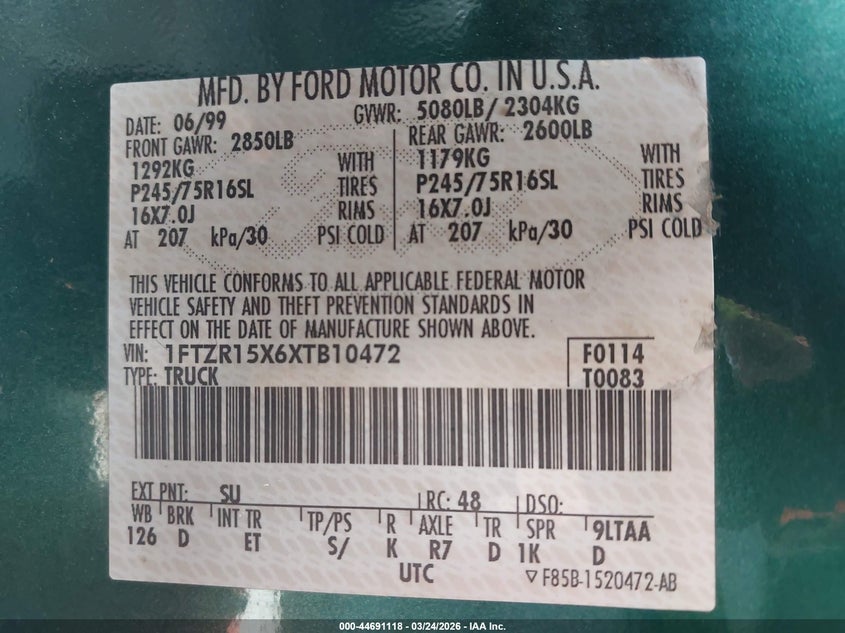 MFD. BY FORD MOTOR CO. IN U.S.A.
DATE: 06/99 GVWR: 5080LB/ 2304KG
FRONT GAWR: 2850LB REAR GAWR: 2600LB
1292KG WITH 1179KG WITH
P245/75R16SL TIRES P245/75R16SL TIRES
16X7.0J RIMS 16X7.0J RIMS
AT 207 kPa/30 PSI COLD AT 207 kPa/30 PSI COLD
THIS VEHICLE CONFORMS TO ALL APPLICABLE FEDERAL MOTOR
VEHICLE SAFETY AND THEFT PREVENTION STANDARDS IN
EFFECT ON THE DATE OF MANUFACTURE SHOWN ABOVE.
VIN: 1FTZR15X6XTB10472 F0114
TYPE: TRUCK T0083
EXT PNT: SU RC: 48 DSO:
WB BRK INT TR TP/PS R AXLE TR SPR 9LTAA
126 D ET S/ K R7 D 1K D
UTC ▽ F85B-1520472-AB
000-44691118 - 03/24/2026 - IAA Inc.